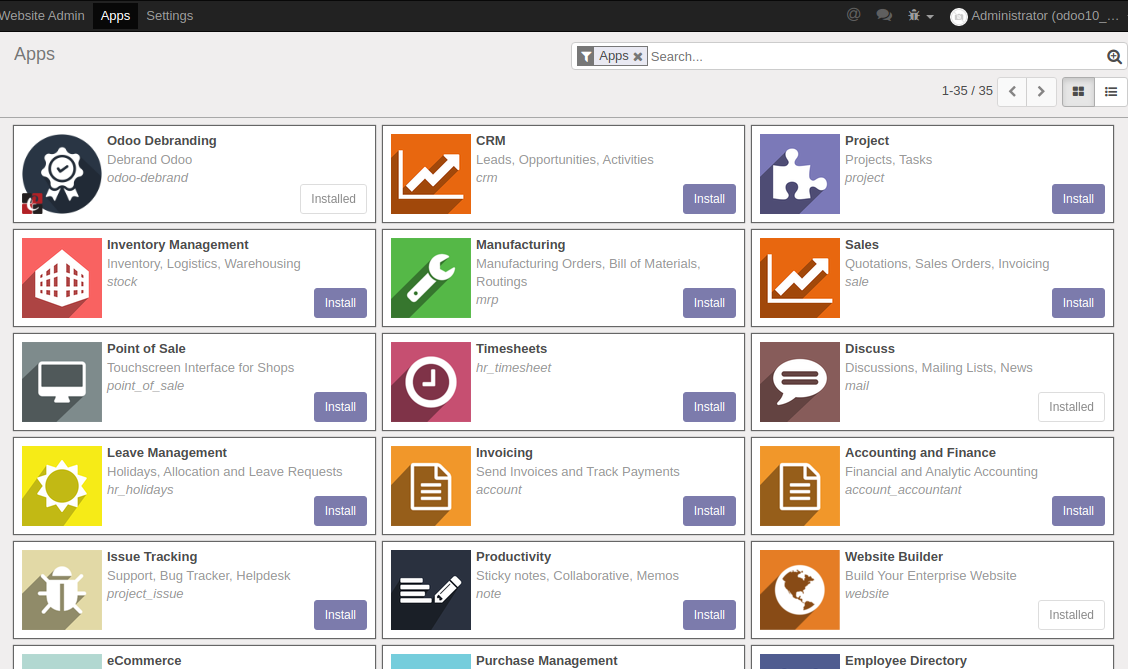 Website Admin Apps Settings @ Administrator (odoo10_...
Apps
Apps Search...
1-35 / 35
Odoo Debranding
Debrand Odoo
odoo-debrand
Installed
CRM
Leads, Opportunities, Activities
crm
Install
Project
Projects, Tasks
project
Install
Inventory Management
Inventory, Logistics, Warehousing
stock
Install
Manufacturing
Manufacturing Orders, Bill of Materials,
Routings
mrp
Install
Sales
Quotations, Sales Orders, Invoicing
sale
Install
Point of Sale
Touchscreen Interface for Shops
point_of_sale
Install
Timesheets
hr_timesheet
Install
Discuss
Discussions, Mailing Lists, News
mail
Installed
Leave Management
Holidays, Allocation and Leave Requests
hr_holidays
Install
Invoicing
Send Invoices and Track Payments
account
Install
Accounting and Finance
Financial and Analytic Accounting
account_accountant
Install
Issue Tracking
Support, Bug Tracker, Helpdesk
project_issue
Install
Productivity
Sticky notes, Collaborative, Memos
note
Install
Website Builder
Build Your Enterprise Website
website
Installed
eCommerce
Purchase Management
Employee Directory